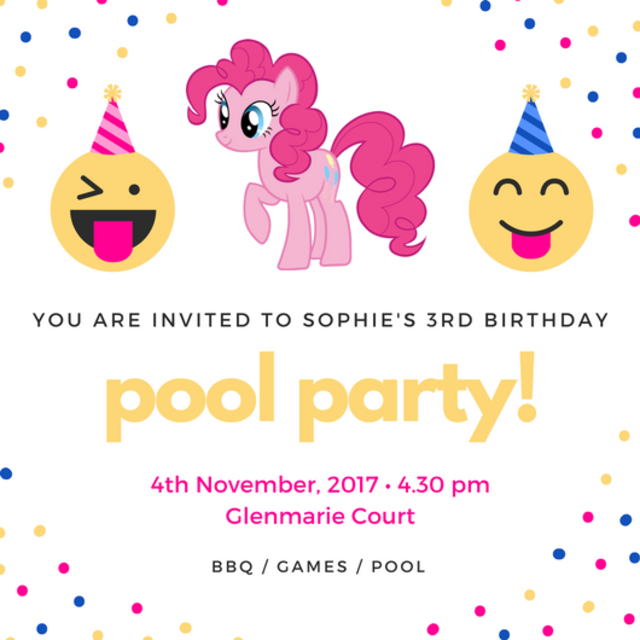 YOU ARE INVITED TO SOPHIE'S 3RD BIRTHDAY
pool party!
4th November, 2017 • 4.30 pm
Glenmarie Court
BBQ / GAMES / POOL